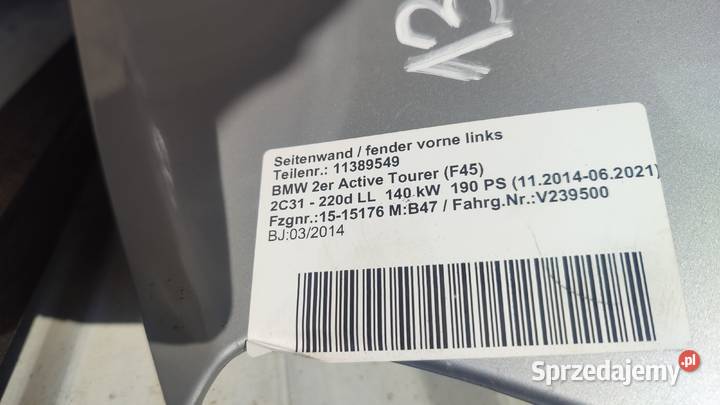 13
Seitenwand / fender vorne links
Teilenr.: 11389549
BMW 2er Active Tourer (F45)
2C31 - 220d LL 140 kW 190 PS (11.2014-06.2021)
Fzgnr.:15-15176 M:B47 / Fahrg.Nr.:V239500
BJ:03/2014
Sprzedajemy.pl